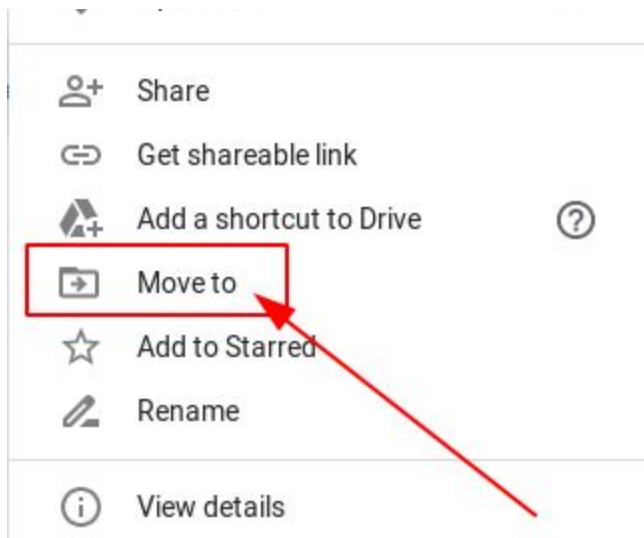 Share
Get shareable link
Add a shortcut to Drive
Move to
Add to Starred
Rename
View details